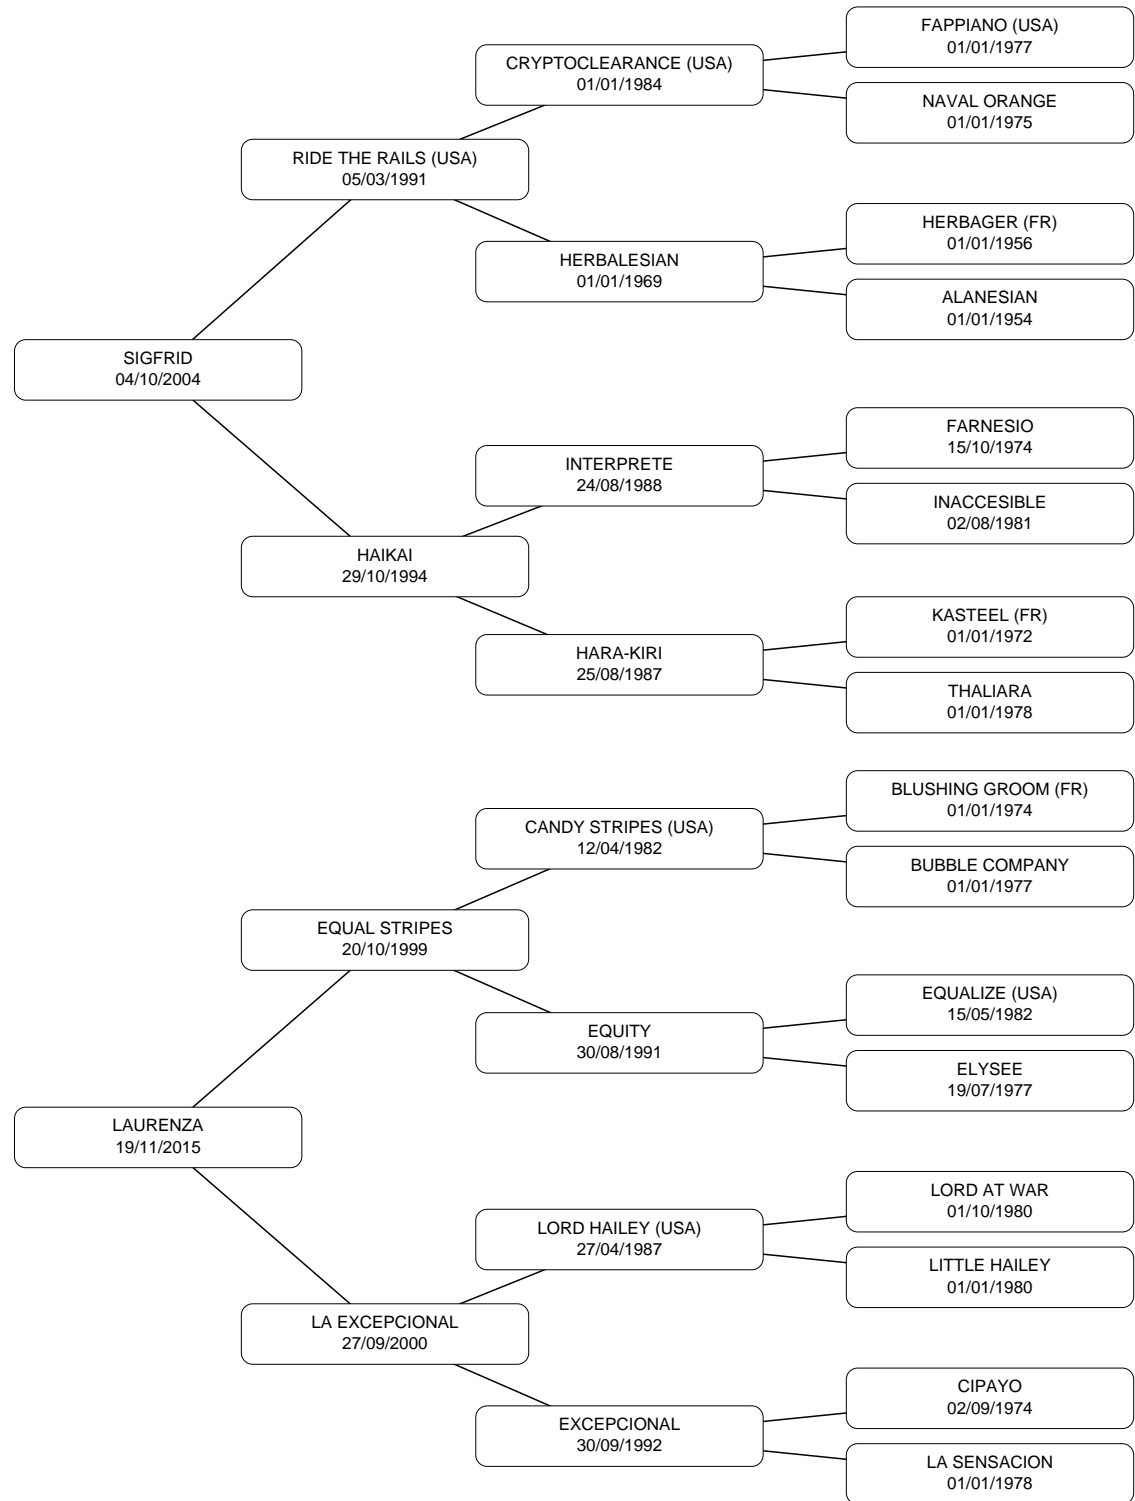 FAPPIANO (USA)
01/01/1977
CRYPTOCLEARANCE (USA)
01/01/1984
NAVAL ORANGE
01/01/1975
RIDE THE RAILS (USA)
05/03/1991
HERBAGER (FR)
01/01/1956
HERBALESIAN
01/01/1969
ALANESIAN
01/01/1954
SIGFRID
04/10/2004
FARNESIO
15/10/1974
INTERPRETE
24/08/1988
INACCESIBLE
02/08/1981
HAIKAI
29/10/1994
KASTEEL (FR)
01/01/1972
HARA-KIRI
25/08/1987
THALIARA
01/01/1978
BLUSHING GROOM (FR)
01/01/1974
CANDY STRIPES (USA)
12/04/1982
BUBBLE COMPANY
01/01/1977
EQUAL STRIPES
20/10/1999
EQUALIZE (USA)
15/05/1982
EQUITY
30/08/1991
ELYSEE
19/07/1977
LAURENZA
19/11/2015
LORD AT WAR
01/10/1980
LORD HAILEY (USA)
27/04/1987
LITTLE HAILEY
01/01/1980
LA EXCEPCIONAL
27/09/2000
CIPAYO
02/09/1974
EXCEPCIONAL
30/09/1992
LA SENSACION
01/01/1978